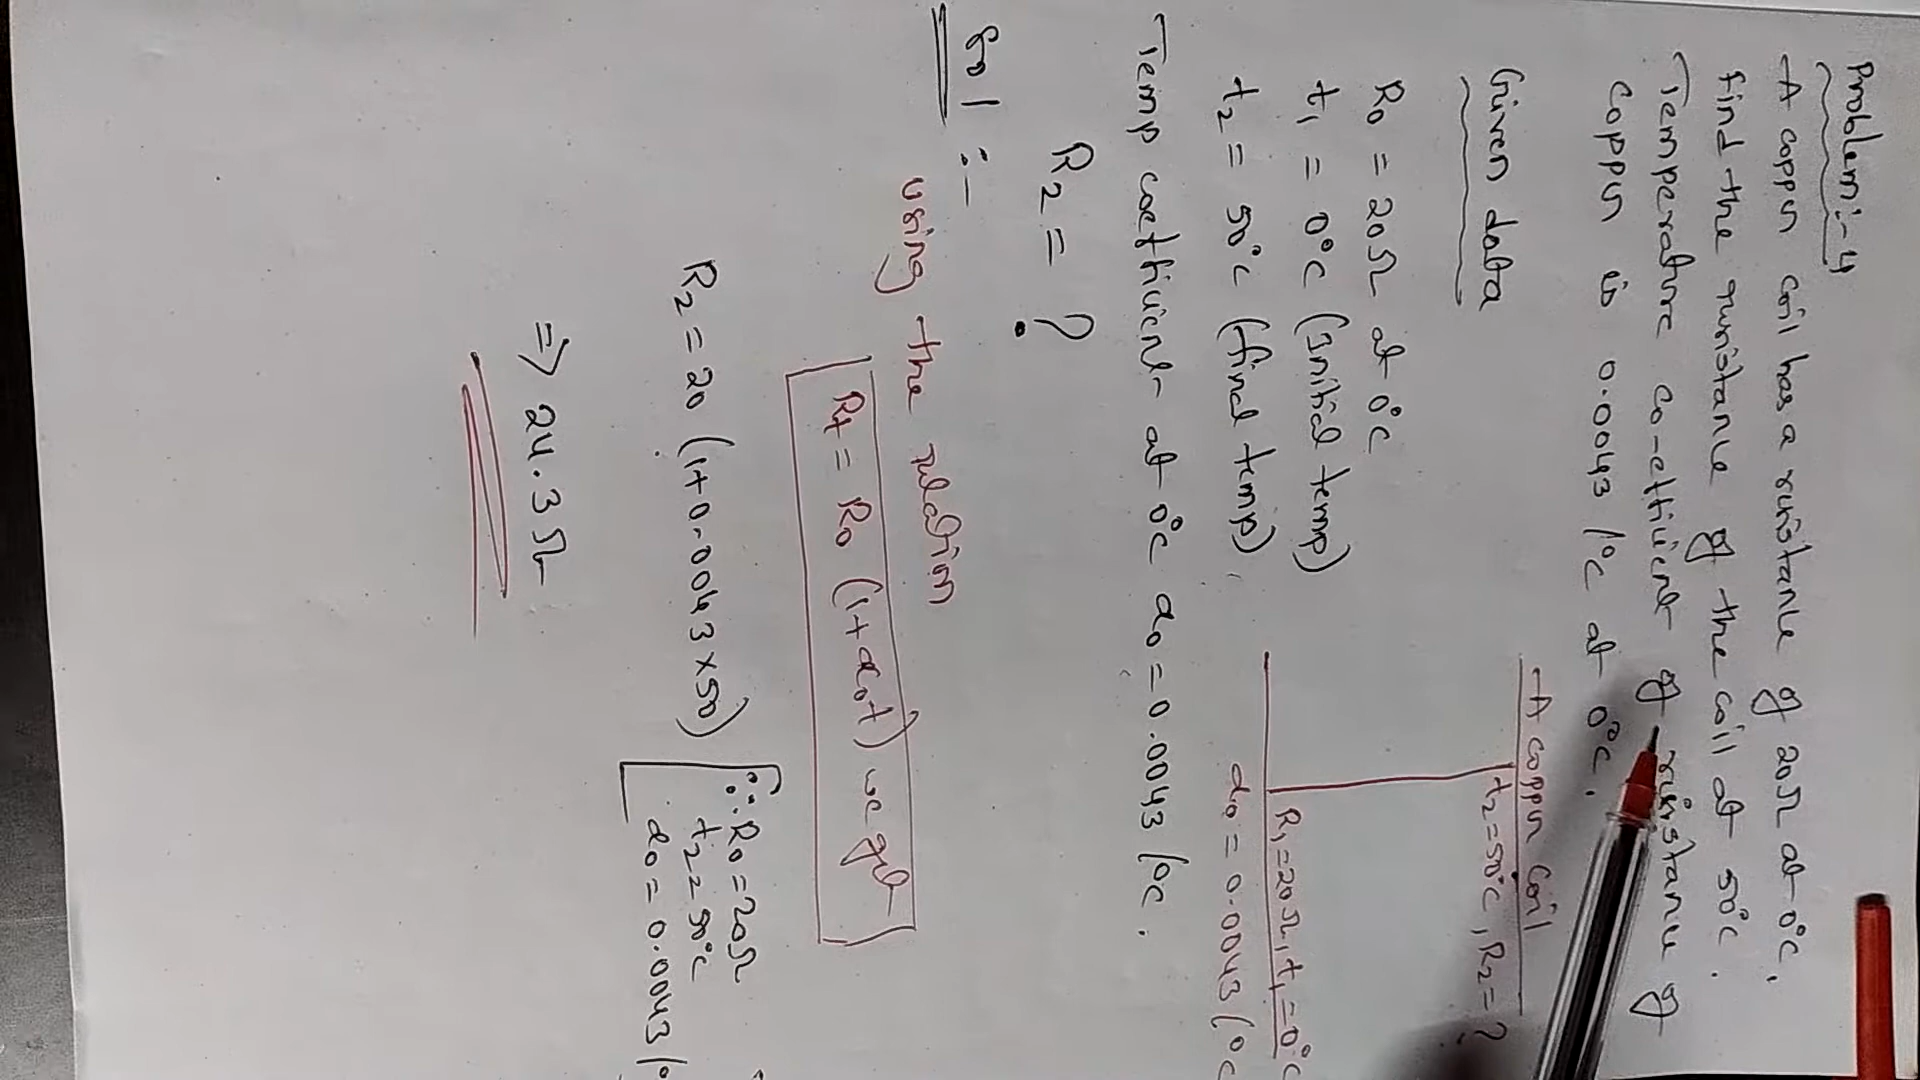 Problem:-4
A copper coil has a resistance of 20Ω at 0°C.
find the resistance of the coil at 50°C.
Temperature co-efficient of resistance of
Copper is 0.0043 /°C at 0°C.
Given data
R₀ = 20Ω at 0°C
t₁ = 0°C (Initial temp)
t₂ = 50°C (final temp).
Temp coefficient at 0°C α₀ = 0.0043 /°C.
A copper Coil
t₂=50°C, R₂=?
R₁=20Ω, t₁=0°C
α₀ = 0.0043 /°C
R₂ = ?
Sol :-
using the relation
Rt = R₀ (1+α₀t) we get
R₂ = 20 (1+0.0043×50)
∵ R₀=20Ω
t₂=50°C
α₀ = 0.0043 /°
=> 24.3Ω